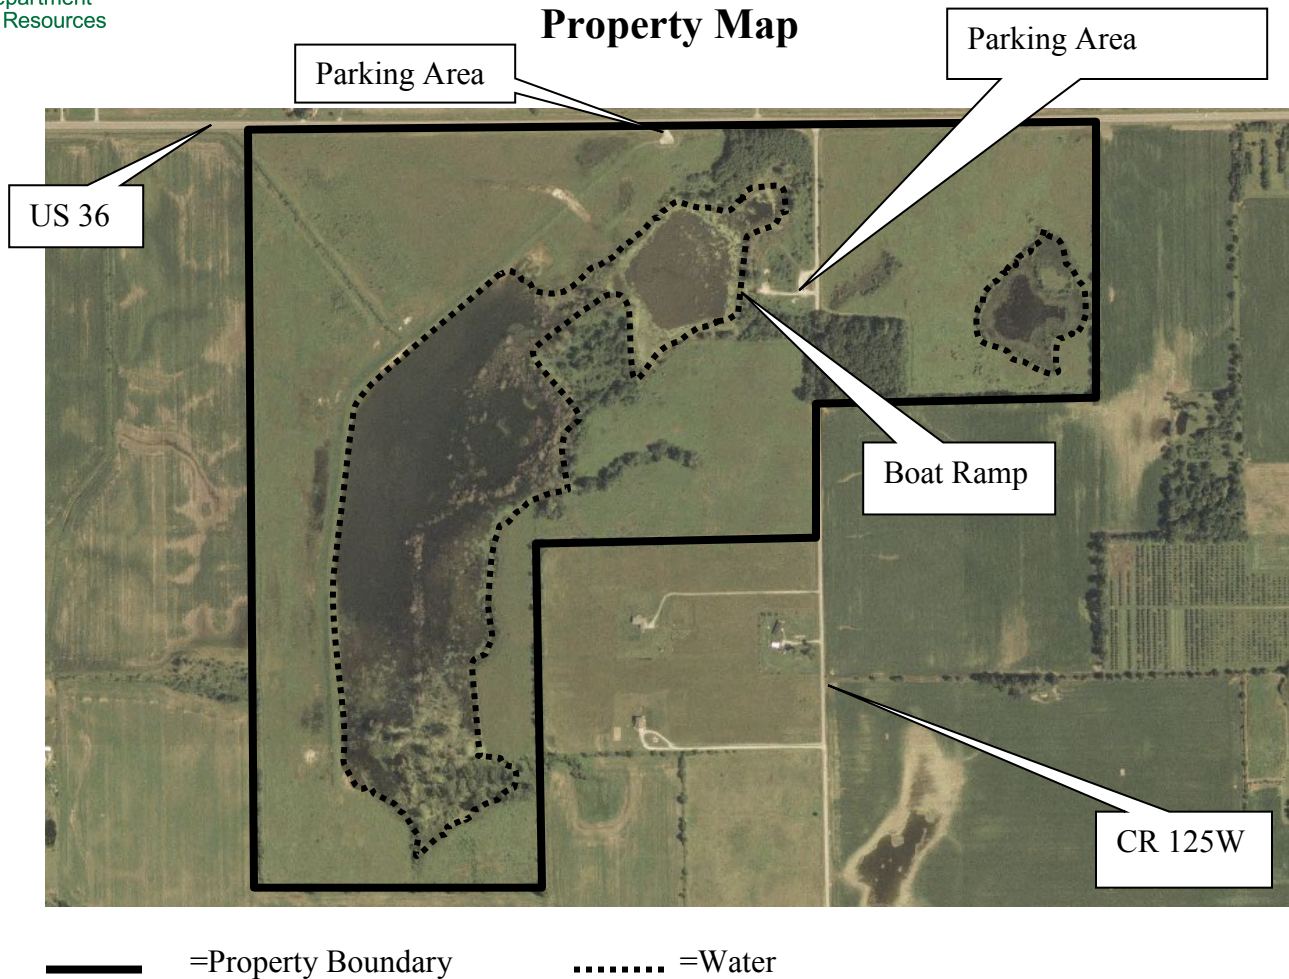 Resources
Property Map
Parking Area
Parking Area
US 36
Boat Ramp
CR 125W
=Property Boundary
=Water